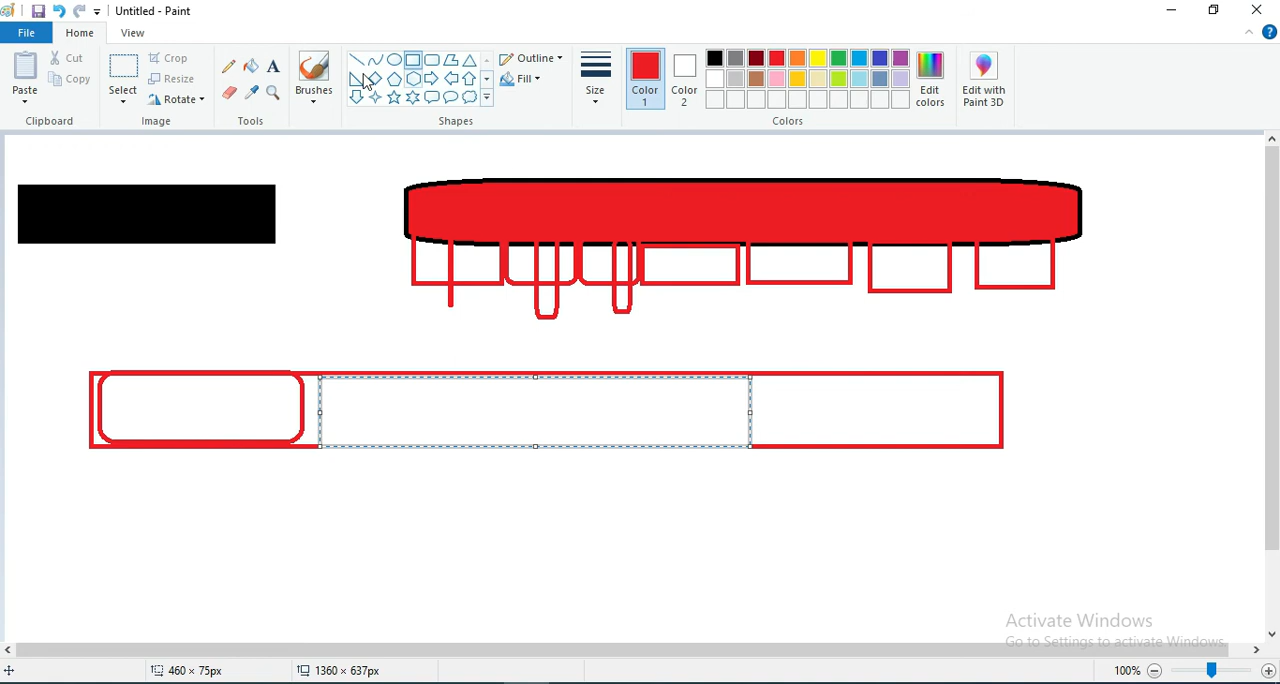 Untitled - Paint
File Home View
Paste
Cut
Copy
Clipboard
Select
Crop
Resize
Rotate
Image
Tools
Brushes
Outline
Fill
Shapes
Size
Color 1
Color 2
Edit colors
Colors
Edit with Paint 3D
Activate Windows
Go to Settings to activate Windows.
460 × 75px
1360 × 637px
100%